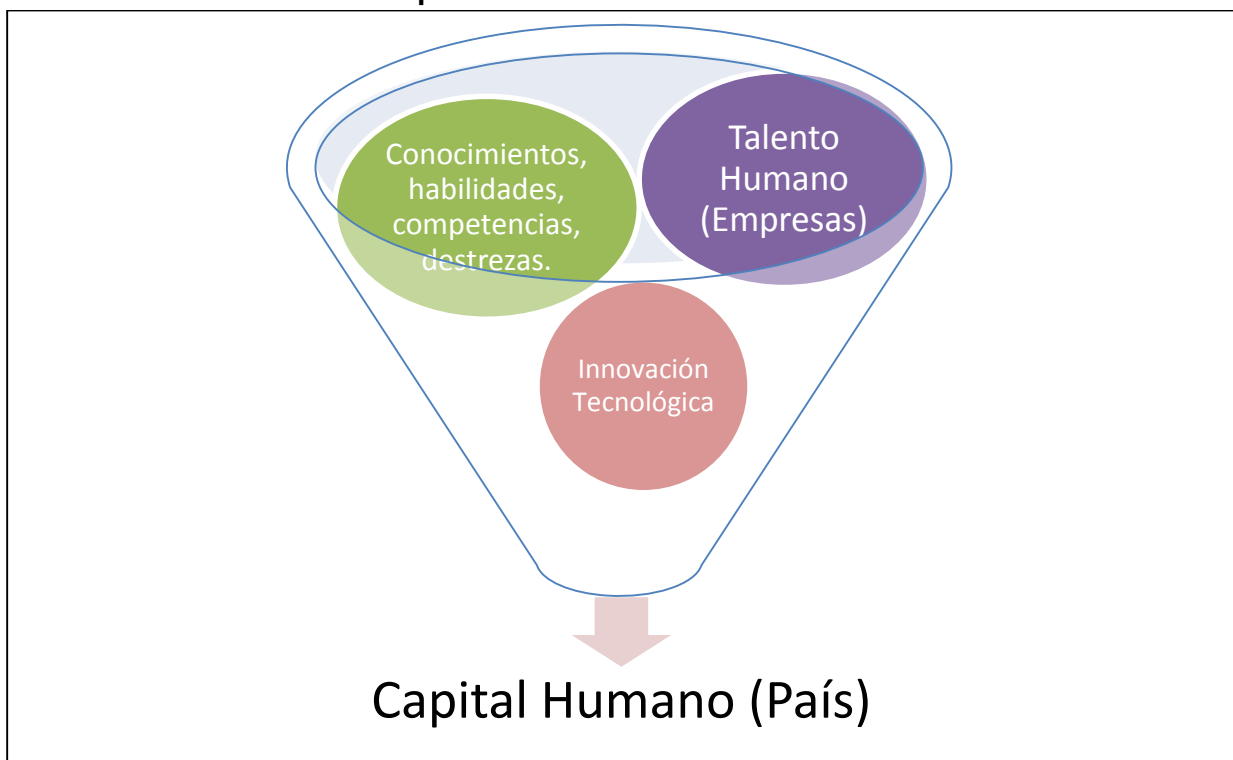 Conocimientos,
habilidades,
competencias,
destrezas.
Talento
Humano
(Empresas)
Innovación
Tecnológica
Capital Humano (País)